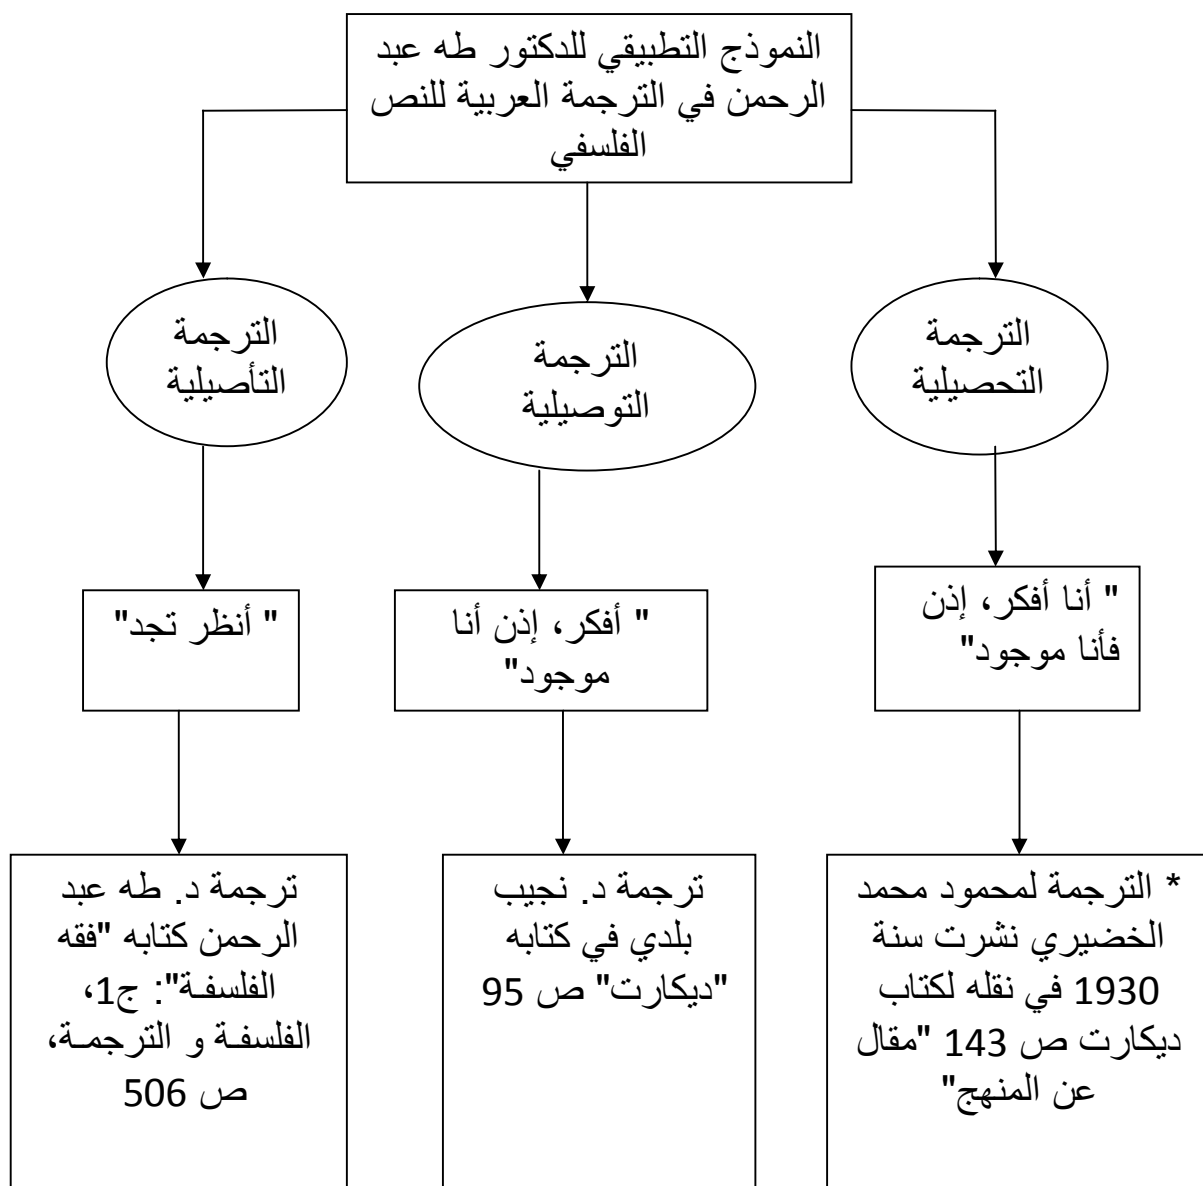 النموذج التطبيقي للدكتور طه عبد
الرحمن في الترجمة العربية للنص
الفلسفي
الترجمة
التحصيلية
الترجمة
التوصيلية
الترجمة
التأصيلية
" أنا أفكر، إذن
فأنا موجود"
" أفكر، إذن أنا
موجود"
" أنظر تجد"
* الترجمة لمحمود محمد
الخضيري نشرت سنة
1930 في نقله لكتاب
ديكارت ص 143 "مقال
عن المنهج"
ترجمة د. نجيب
بلدي في كتابه
"ديكارت" ص 95
ترجمة د. طه عبد
الرحمن كتابه "فقه
الفلسفة": ج1،
الفلسفة و الترجمة،
ص 506